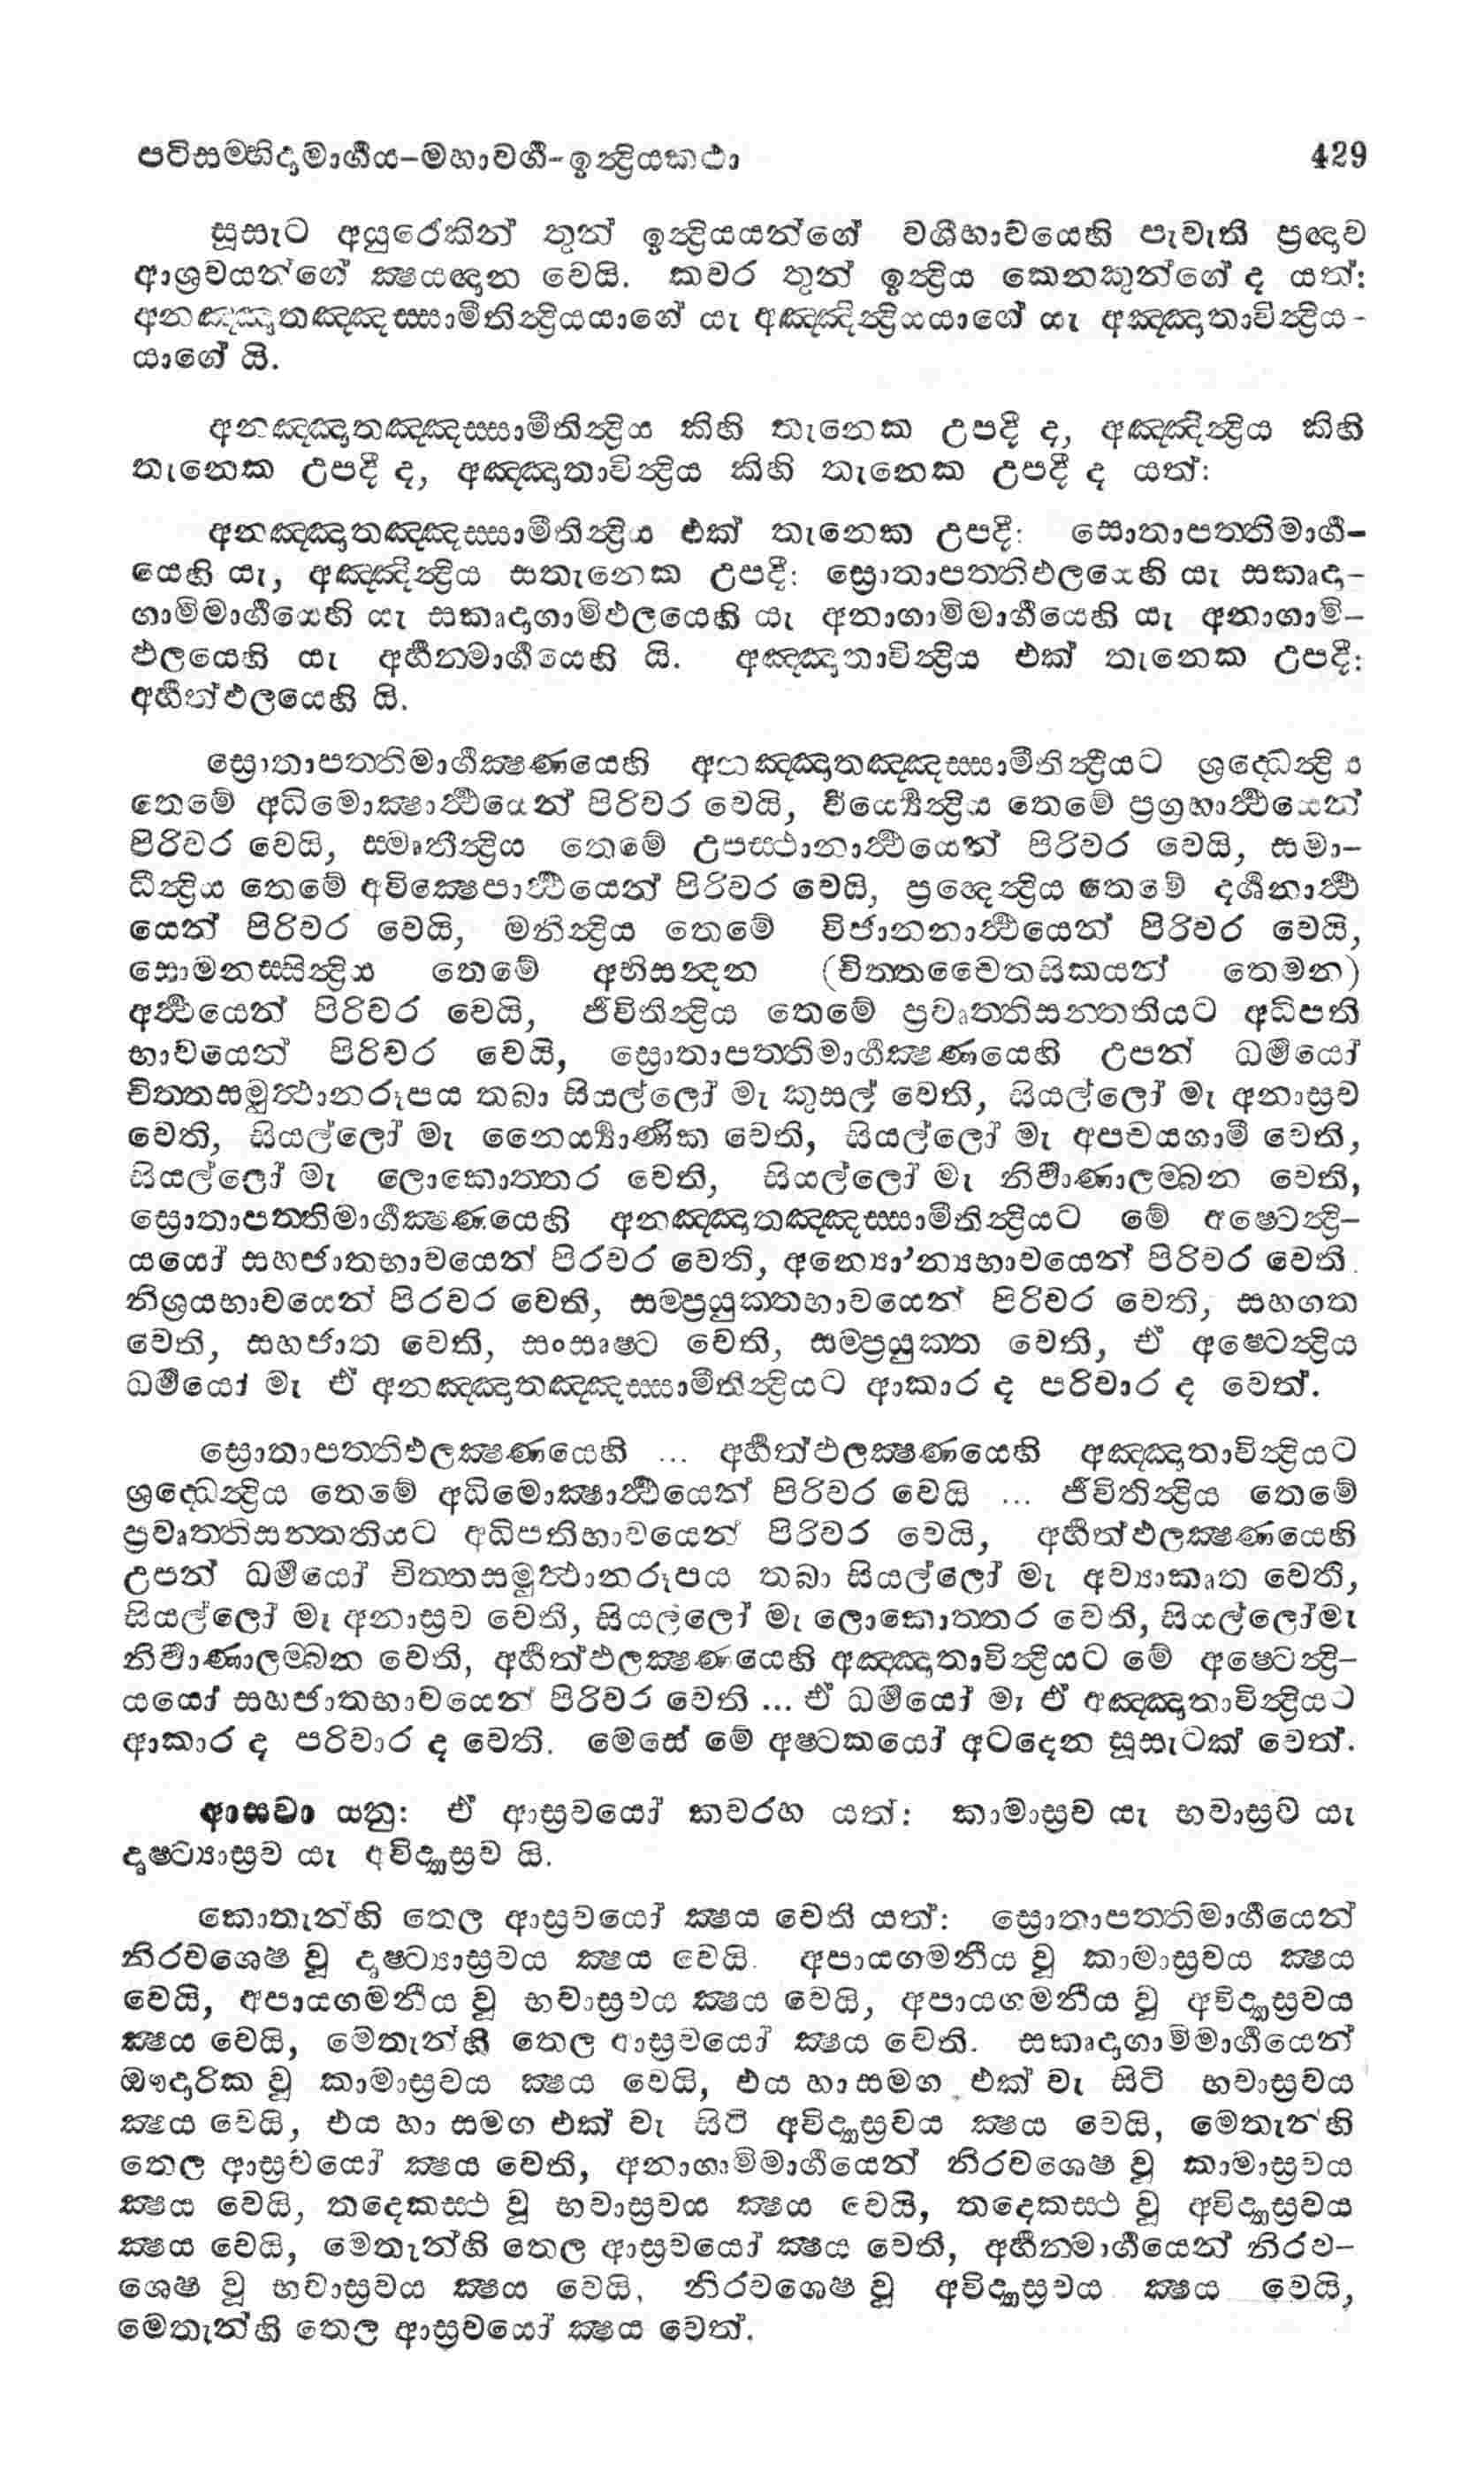 පටිසම්භිදාමාර්ගය-මහාවර්ග-ඉන්ද්‍රියකථා 429
සූසැට අයුරේකින් තුන් ඉන්ද්‍රියයන්ගේ වශීභාවයෙහි පැවැති ප්‍රඥාව
ආශ්‍රවයන්ගේ ක්‍ෂයඥාන වෙයි. කවර තුන් ඉන්ද්‍රිය කෙනකුන්ගේ ද යත්:
අනඤ්ඤාතඤ්ඤස්සාමීතින්ද්‍රියයාගේ යැ අඤ්ඤින්ද්‍රියයාගේ යැ අඤ්ඤාතාවින්ද්‍රිය-
යාගේ යි.
අනඤ්ඤාතඤ්ඤස්සාමීතින්ද්‍රිය කිහි තැනෙක උපදී ද, අඤ්ඤින්ද්‍රිය කිහි
තැනෙක උපදී ද, අඤ්ඤාතාවින්ද්‍රිය කිහි තැනෙක උපදී ද යත්:
අනඤ්ඤාතඤ්ඤස්සාමීතින්ද්‍රිය එක් තැනෙක උපදී: සොතාපත්තිමාර්ග-
යෙහි යැ, අඤ්ඤින්ද්‍රිය සතැනෙක උපදී: ස්‍රොතාපත්තිඵලයෙහි යැ සකෘදා-
ගාමිමාර්ගයෙහි යැ සකෘදාගාමිඵලයෙහි යැ අනාගාමිමාර්ගයෙහි යැ අනාගාමි-
ඵලයෙහි යැ අර්හත්මාර්ගයෙහි යි. අඤ්ඤාතාවින්ද්‍රිය එක් තැනෙක උපදී:
අර්හත්ඵලයෙහි යි.
ස්‍රොතාපත්තිමාර්ගක්‍ෂණයෙහි අනඤ්ඤාතඤ්ඤස්සාමීතින්ද්‍රියට ශ්‍රද්ධෙන්ද්‍රිය
තෙමේ අධිමොක්‍ෂාර්ත්‍ථයෙන් පිරිවර වෙයි, වීර්ය්‍යෙන්ද්‍රිය තෙමේ ප්‍රග්‍රහාර්ත්‍ථයෙන්
පිරිවර වෙයි, ස්මෘතීන්ද්‍රිය තෙමේ උපස්ථානාර්ත්‍ථයෙන් පිරිවර වෙයි, සමා-
ධීන්ද්‍රිය තෙමේ අවික්‍ෂෙපාර්ත්‍ථයෙන් පිරිවර වෙයි, ප්‍රඥෙන්ද්‍රිය තෙමේ දර්ශනාර්ත්‍ථ
යෙන් පිරිවර වෙයි, මනින්ද්‍රිය තෙමේ විජානනාර්ත්‍ථයෙන් පිරිවර වෙයි,
සොමනස්සින්ද්‍රිය තෙමේ අභිසන්දන (චිත්තචෛතසිකයන් තෙමන)
අර්ත්‍ථයෙන් පිරිවර වෙයි, ජීවිතින්ද්‍රිය තෙමේ ප්‍රවෘත්තිසන්තතියට අධිපති
භාවයෙන් පිරිවර වෙයි, ස්‍රොතාපත්තිමාර්ගක්‍ෂණයෙහි උපන් ධර්මයෝ
චිත්තසමුත්ථානරූපය තබා සියල්ලෝ මැ කුසල් වෙති, සියල්ලෝ මැ අනාස්‍රව
වෙති, සියල්ලෝ මැ නෛර්ය්‍යාණික වෙති, සියල්ලෝ මැ අපචයගාමී වෙති,
සියල්ලෝ මැ ලොකොත්තර වෙති, සියල්ලෝ මැ නිර්වාණාලම්බන වෙති,
ස්‍රොතාපත්තිමාර්ගක්‍ෂණයෙහි අනඤ්ඤාතඤ්ඤස්සාමීතින්ද්‍රියට මේ අෂ්ටෙන්ද්‍රි-
යයෝ සහජාතභාවයෙන් පිරවර වෙති, අන්‍යො’න්‍යභාවයෙන් පිරිවර වෙති.
නිශ්‍රයභාවයෙන් පිරවර වෙති, සම්ප්‍රයුක්තභාවයෙන් පිරිවර වෙති, සහගත
වෙති, සහජාත වෙති, සංසෘෂ්ට වෙති, සම්ප්‍රයුක්ත වෙති, ඒ අෂ්ටෙන්ද්‍රිය
ධර්මයෝ මැ ඒ අනඤ්ඤාතඤ්ඤස්සාමීතින්ද්‍රියට ආකාර ද පරිවාර ද වෙත්.
ස්‍රොතාපත්තිඵලක්‍ෂණයෙහි ... අර්හත්ඵලක්‍ෂණයෙහි අඤ්ඤාතාවින්ද්‍රියට
ශ්‍රද්ධෙන්ද්‍රිය තෙමේ අධිමොක්‍ෂාර්ත්‍ථයෙන් පිරිවර වෙයි ... ජීවිතින්ද්‍රිය තෙමේ
ප්‍රවෘත්තිසන්තතියට අධිපතිභාවයෙන් පිරිවර වෙයි, අර්හත්ඵලක්‍ෂණයෙහි
උපන් ධර්මයෝ චිත්තසමුත්ථානරූපය තබා සියල්ලෝ මැ අව්‍යාකෘත වෙති,
සියල්ලෝ මැ අනාස්‍රව වෙති, සියල්ලෝ මැ ලොකොත්තර වෙති, සියල්ලෝමැ
නිර්වාණාලම්බන වෙති, අර්හත්ඵලක්‍ෂණයෙහි අඤ්ඤාතාවින්ද්‍රියට මේ අෂ්ටෙන්ද්‍රි-
යයෝ සහජාතභාවයෙන් පිරිවර වෙති ... ඒ ධර්මයෝ මැ ඒ අඤ්ඤාතාවින්ද්‍රියට
ආකාර ද පරිවාර ද වෙති. මෙසේ මේ අෂ්ටකයෝ අටදෙන සූසැටක් වෙත්.
ආසවා යනු: ඒ ආස්‍රවයෝ කවරහ යත්: කාමාස්‍රව යැ භවාස්‍රව යැ
දෘෂ්ට්‍යාස්‍රව යැ අවිද්‍යාස්‍රව යි.
කොතැන්හි තෙල ආස්‍රවයෝ ක්‍ෂය වෙති යත්: ස්‍රොතාපත්තිමාර්ගයෙන්
නිරවශෙෂ වූ දෘෂ්ට්‍යාස්‍රවය ක්‍ෂය වෙයි. අපායගමනීය වූ කාමාස්‍රවය ක්‍ෂය
වෙයි, අපායගමනීය වූ භවාස්‍රවය ක්‍ෂය වෙයි, අපායගමනීය වූ අවිද්‍යාස්‍රවය
ක්‍ෂය වෙයි, මෙතැන්හි තෙල ආස්‍රවයෝ ක්‍ෂය වෙති. සකෘදාගාමිමාර්ගයෙන්
ඖදාරික වූ කාමාස්‍රවය ක්‍ෂය වෙයි, එය හා සමග එක් වැ සිටි භවාස්‍රවය
ක්‍ෂය වෙයි, එය හා සමග එක් වැ සිටි අවිද්‍යාස්‍රවය ක්‍ෂය වෙයි, මෙතැන්හි
තෙල ආස්‍රවයෝ ක්‍ෂය වෙති, අනාගාමිමාර්ගයෙන් නිරවශෙෂ වූ කාමාස්‍රවය
ක්‍ෂය වෙයි, තදෙකස්ථ වූ භවාස්‍රවය ක්‍ෂය වෙයි, තදෙකස්ථ වූ අවිද්‍යාස්‍රවය
ක්‍ෂය වෙයි, මෙතැන්හි තෙල ආස්‍රවයෝ ක්‍ෂය වෙති, අර්හත්මාර්ගයෙන් නිරව-
ශෙෂ වූ භවාස්‍රවය ක්‍ෂය වෙයි, නිරවශෙෂ වූ අවිද්‍යාස්‍රවය ක්‍ෂය වෙයි,
මෙතැන්හි තෙල ආස්‍රවයෝ ක්‍ෂය වෙත්.